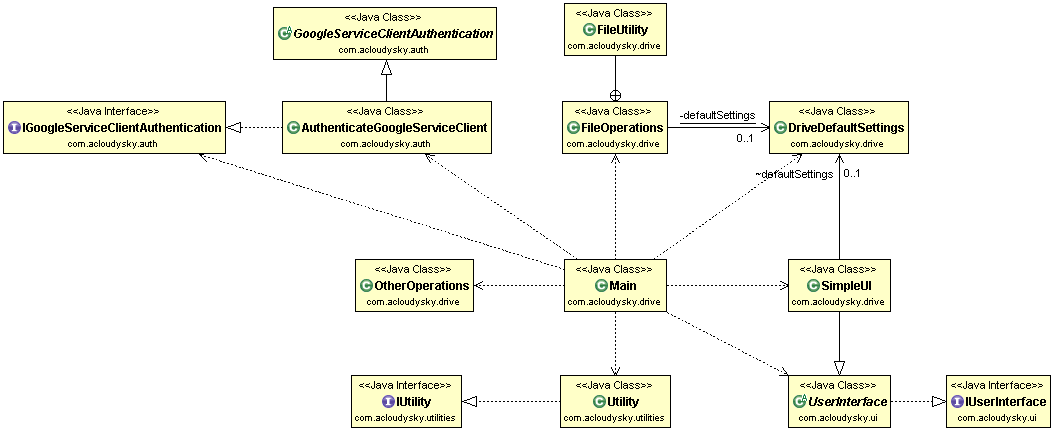 <<Java Class>>
GoogleServiceClientAuthentication
com.acloudysky.auth
<<Java Class>>
FileUtility
com.acloudysky.drive
<<Java Interface>>
IGoogleServiceClientAuthentication
com.acloudysky.auth
<<Java Class>>
AuthenticateGoogleServiceClient
com.acloudysky.auth
<<Java Class>>
FileOperations
com.acloudysky.drive
-defaultSettings
0..1
<<Java Class>>
DriveDefaultSettings
com.acloudysky.drive
~defaultSettings
0..1
<<Java Class>>
OtherOperations
com.acloudysky.drive
<<Java Class>>
Main
com.acloudysky.drive
<<Java Class>>
SimpleUI
com.acloudysky.drive
<<Java Interface>>
IUtility
com.acloudysky.utilities
<<Java Class>>
Utility
com.acloudysky.utilities
<<Java Class>>
UserInterface
com.acloudysky.ui
<<Java Interface>>
IUserInterface
com.acloudysky.ui